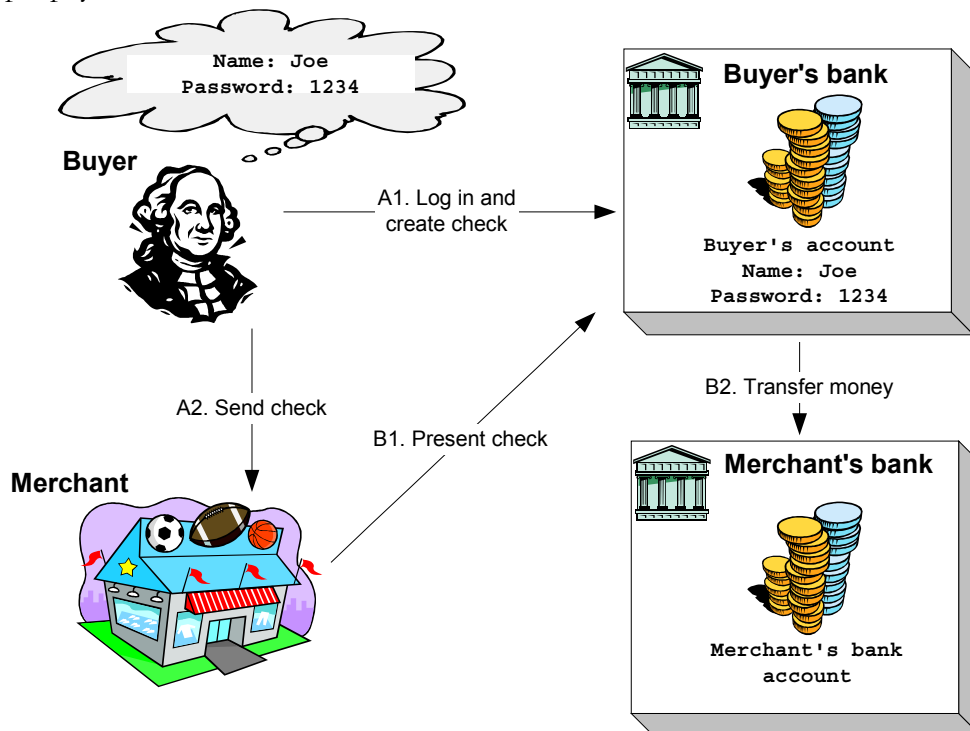 Name: Joe
Password: 1234
Buyer's bank
Buyer
A1. Log in and
create check
Buyer's account
Name: Joe
Password: 1234
A2. Send check
B2. Transfer money
B1. Present check
Merchant's bank
Merchant
Merchant's bank
account